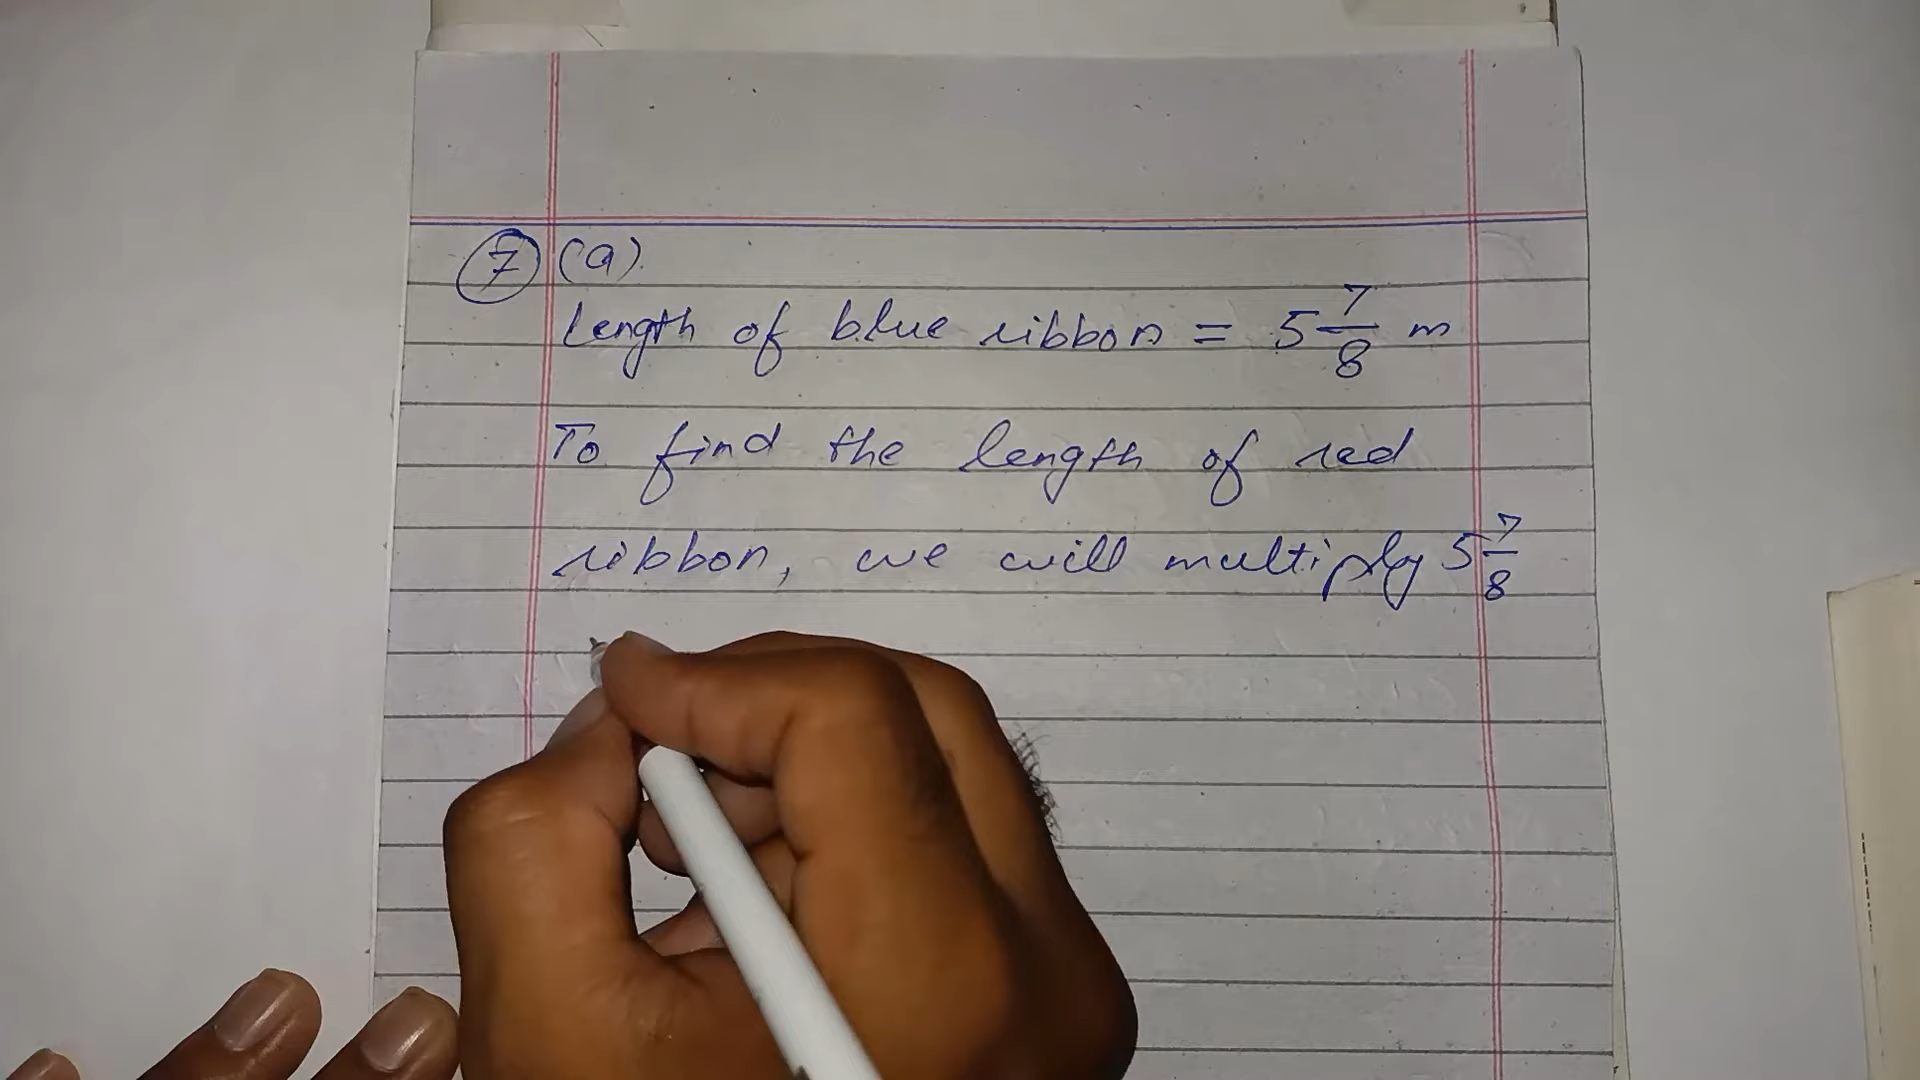 7 (a).
Length of blue ribbon = 5 7/8 m
To find the length of red
ribbon, we will multiply 5 7/8